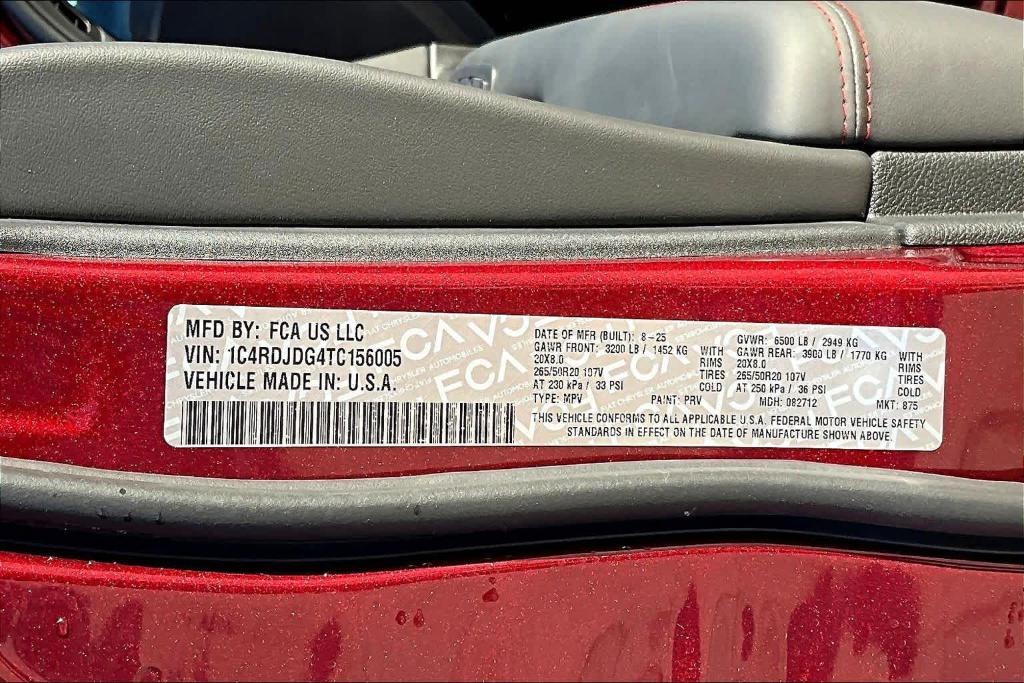 MFD BY: FCA US LLC
VIN: 1C4RDJDG4TC156005
VEHICLE MADE IN: U.S.A.
DATE OF MFR (BUILT): 8-25
GAWR FRONT: 3200 LB / 1452 KG WITH
20X8.0 RIMS
265/50R20 107V TIRES
AT 230 kPa / 33 PSI COLD
TYPE: MPV PAINT: PRV
GVWR: 6500 LB / 2949 KG
GAWR REAR: 3900 LB / 1770 KG WITH
20X8.0 RIMS
265/50R20 107V TIRES
AT 250 kPa / 36 PSI COLD
MDH: 082712 MKT: 875
THIS VEHICLE CONFORMS TO ALL APPLICABLE U.S.A. FEDERAL MOTOR VEHICLE SAFETY
STANDARDS IN EFFECT ON THE DATE OF MANUFACTURE SHOWN ABOVE.